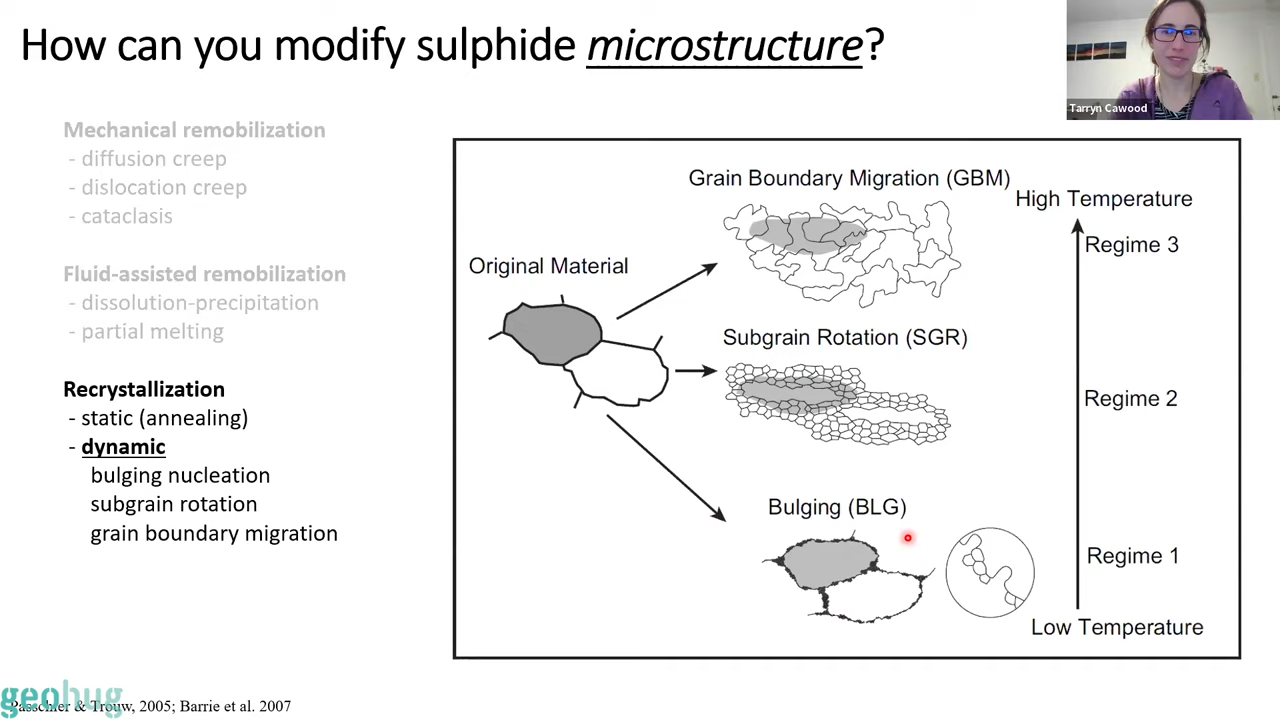 How can you modify sulphide microstructure?
Tarryn Cawood
Mechanical remobilization
- diffusion creep
- dislocation creep
- cataclasis
Fluid-assisted remobilization
- dissolution-precipitation
- partial melting
Recrystallization
- static (annealing)
- dynamic
bulging nucleation
subgrain rotation
grain boundary migration
Original Material
Grain Boundary Migration (GBM)
Subgrain Rotation (SGR)
Bulging (BLG)
High Temperature
Regime 3
Regime 2
Regime 1
Low Temperature
geohug
Passchier & Trouw, 2005; Barrie et al. 2007